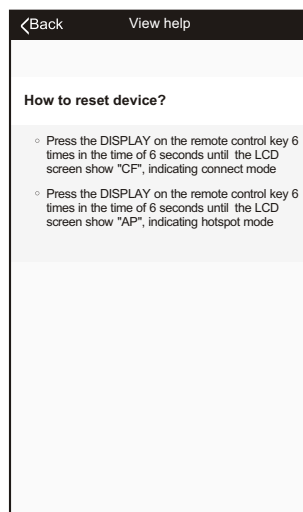 Back View help
How to reset device?
Press the DISPLAY on the remote control key 6
times in the time of 6 seconds until the LCD
screen show "CF", indicating connect mode
Press the DISPLAY on the remote control key 6
times in the time of 6 seconds until the LCD
screen show "AP", indicating hotspot mode